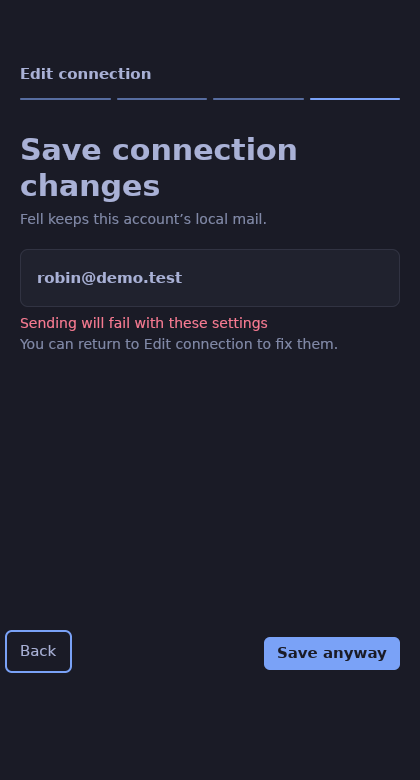 Edit connection
Save connection
changes
Fell keeps this account’s local mail.
robin@demo.test
Sending will fail with these settings
You can return to Edit connection to fix them.
Back
Save anyway